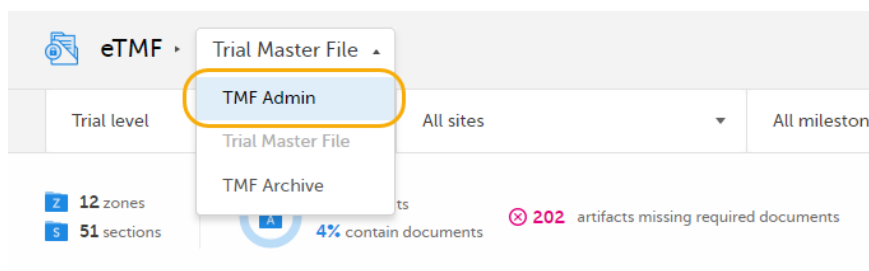 eTMF ▸ Trial Master File ▴
TMF Admin
Trial level
All sites ▾
All mileston
Trial Master File
TMF Archive
Z 12 zones
ts
S 51 sections
A
4% contain documents
202 artifacts missing required documents